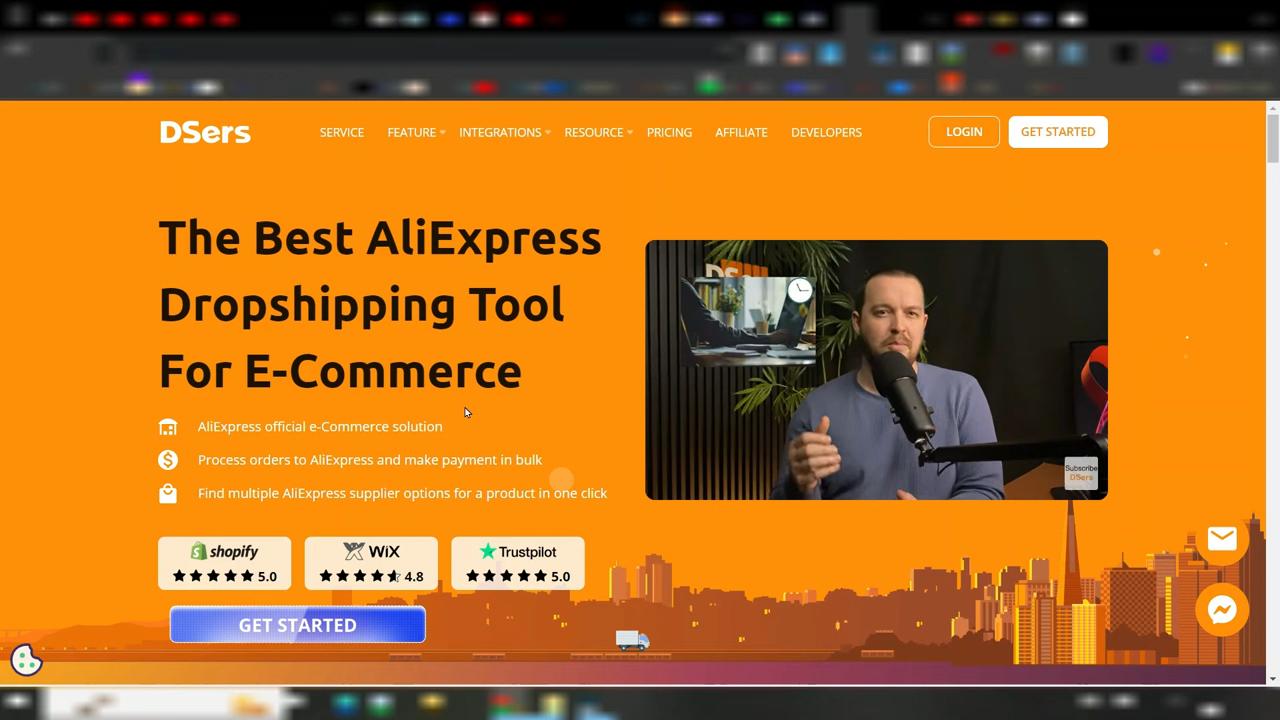 DSers
SERVICE FEATURE INTEGRATIONS RESOURCE PRICING AFFILIATE DEVELOPERS LOGIN GET STARTED
The Best AliExpress
Dropshipping Tool
For E-Commerce
AliExpress official e-Commerce solution
Process orders to AliExpress and make payment in bulk
Find multiple AliExpress supplier options for a product in one click
Subscribe
DSers
shopify
5.0
WiX
4.8
Trustpilot
5.0
GET STARTED